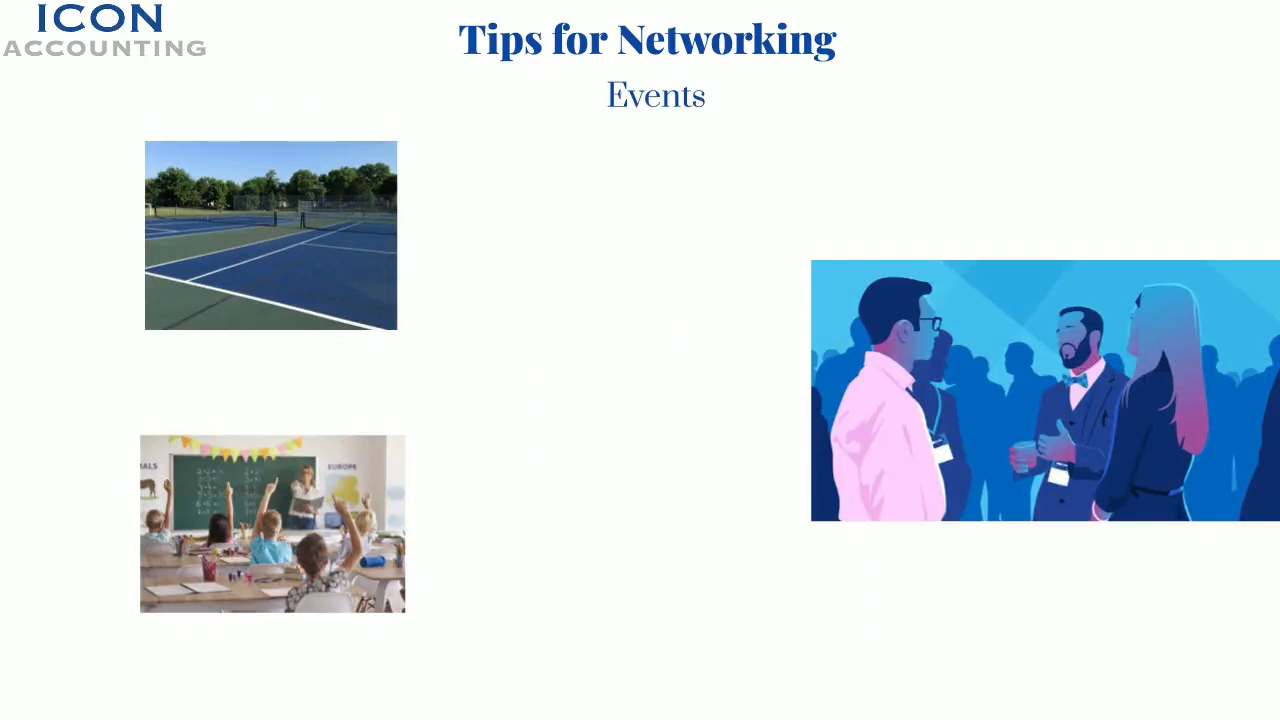 ICON
ACCOUNTING
Tips for Networking
Events
EUROPE